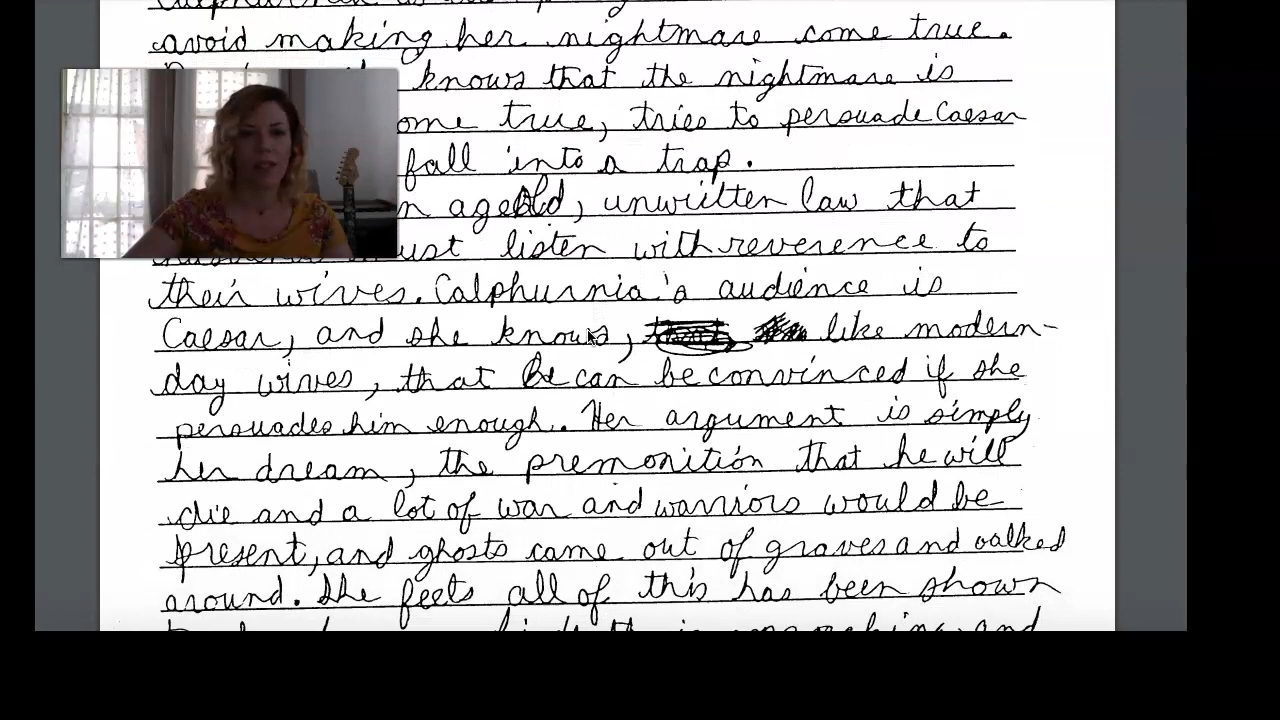 avoid making her nightmare come true.
knows that the nightmare is
ome true, tries to persuade Caesar
fall into a trap.
n age old, unwritten law that
ust listen with reverence to
their wives. Calphurnia's audience is
Caesar, and she knows, like modern-
day wives, that he can be convinced if she
persuades him enough. Her argument is simply
her dream, the premonition that he will
die and a lot of war and warriors would be
present, and ghosts came out of graves and walked
around. She feels all of this has been shown